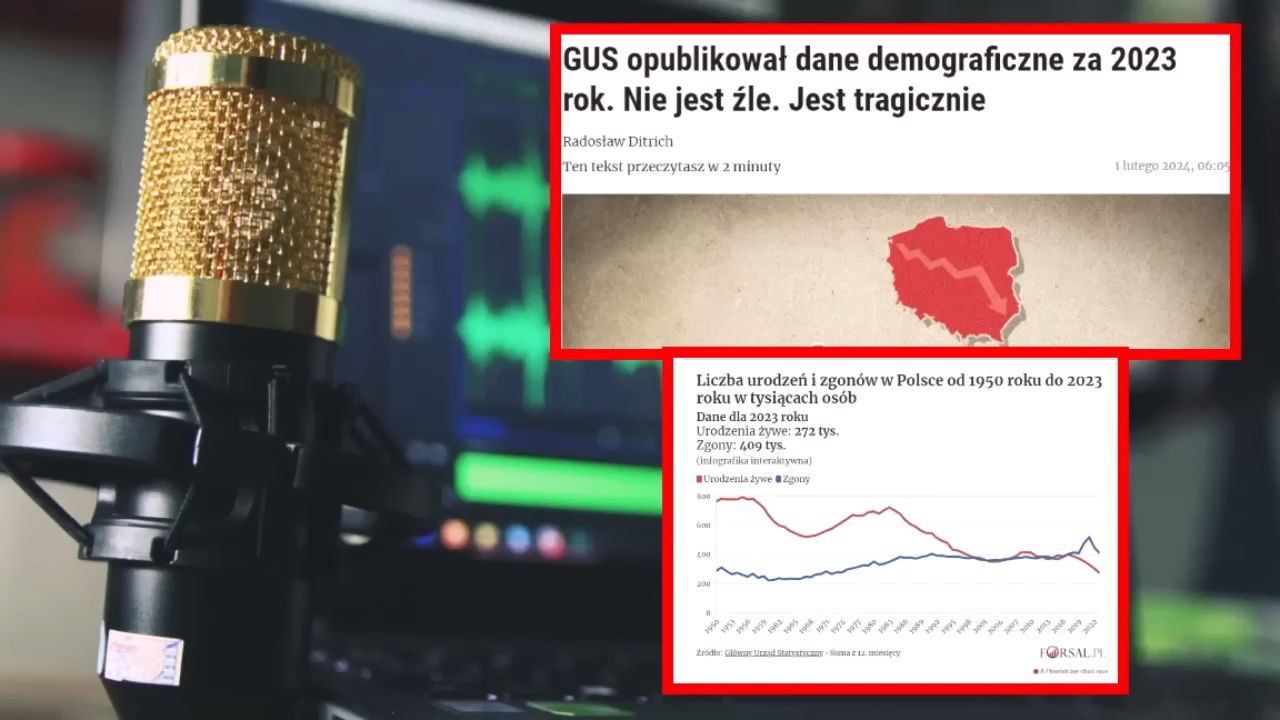 GUS opublikował dane demograficzne za 2023
rok. Nie jest źle. Jest tragicznie
Radosław Ditrich
Ten tekst przeczytasz w 2 minuty
1 lutego 2024, 06:05
Liczba urodzeń i zgonów w Polsce od 1950 roku do 2023
roku w tysiącach osób
Dane dla 2023 roku
Urodzenia żywe: 272 tys.
Zgony: 409 tys.
(infografika interaktywna)
Urodzenia żywe Zgony
800
600
400
200
0
1950 1953 1956 1959 1962 1965 1968 1971 1974 1977 1980 1983 1986 1989 1992 1995 1998 2001 2004 2007 2010 2013 2016 2019 2022
Źródło: Główny Urząd Statystyczny • Suma z 12. miesięcy
FORSAL.PL
A Flourish bar chart race